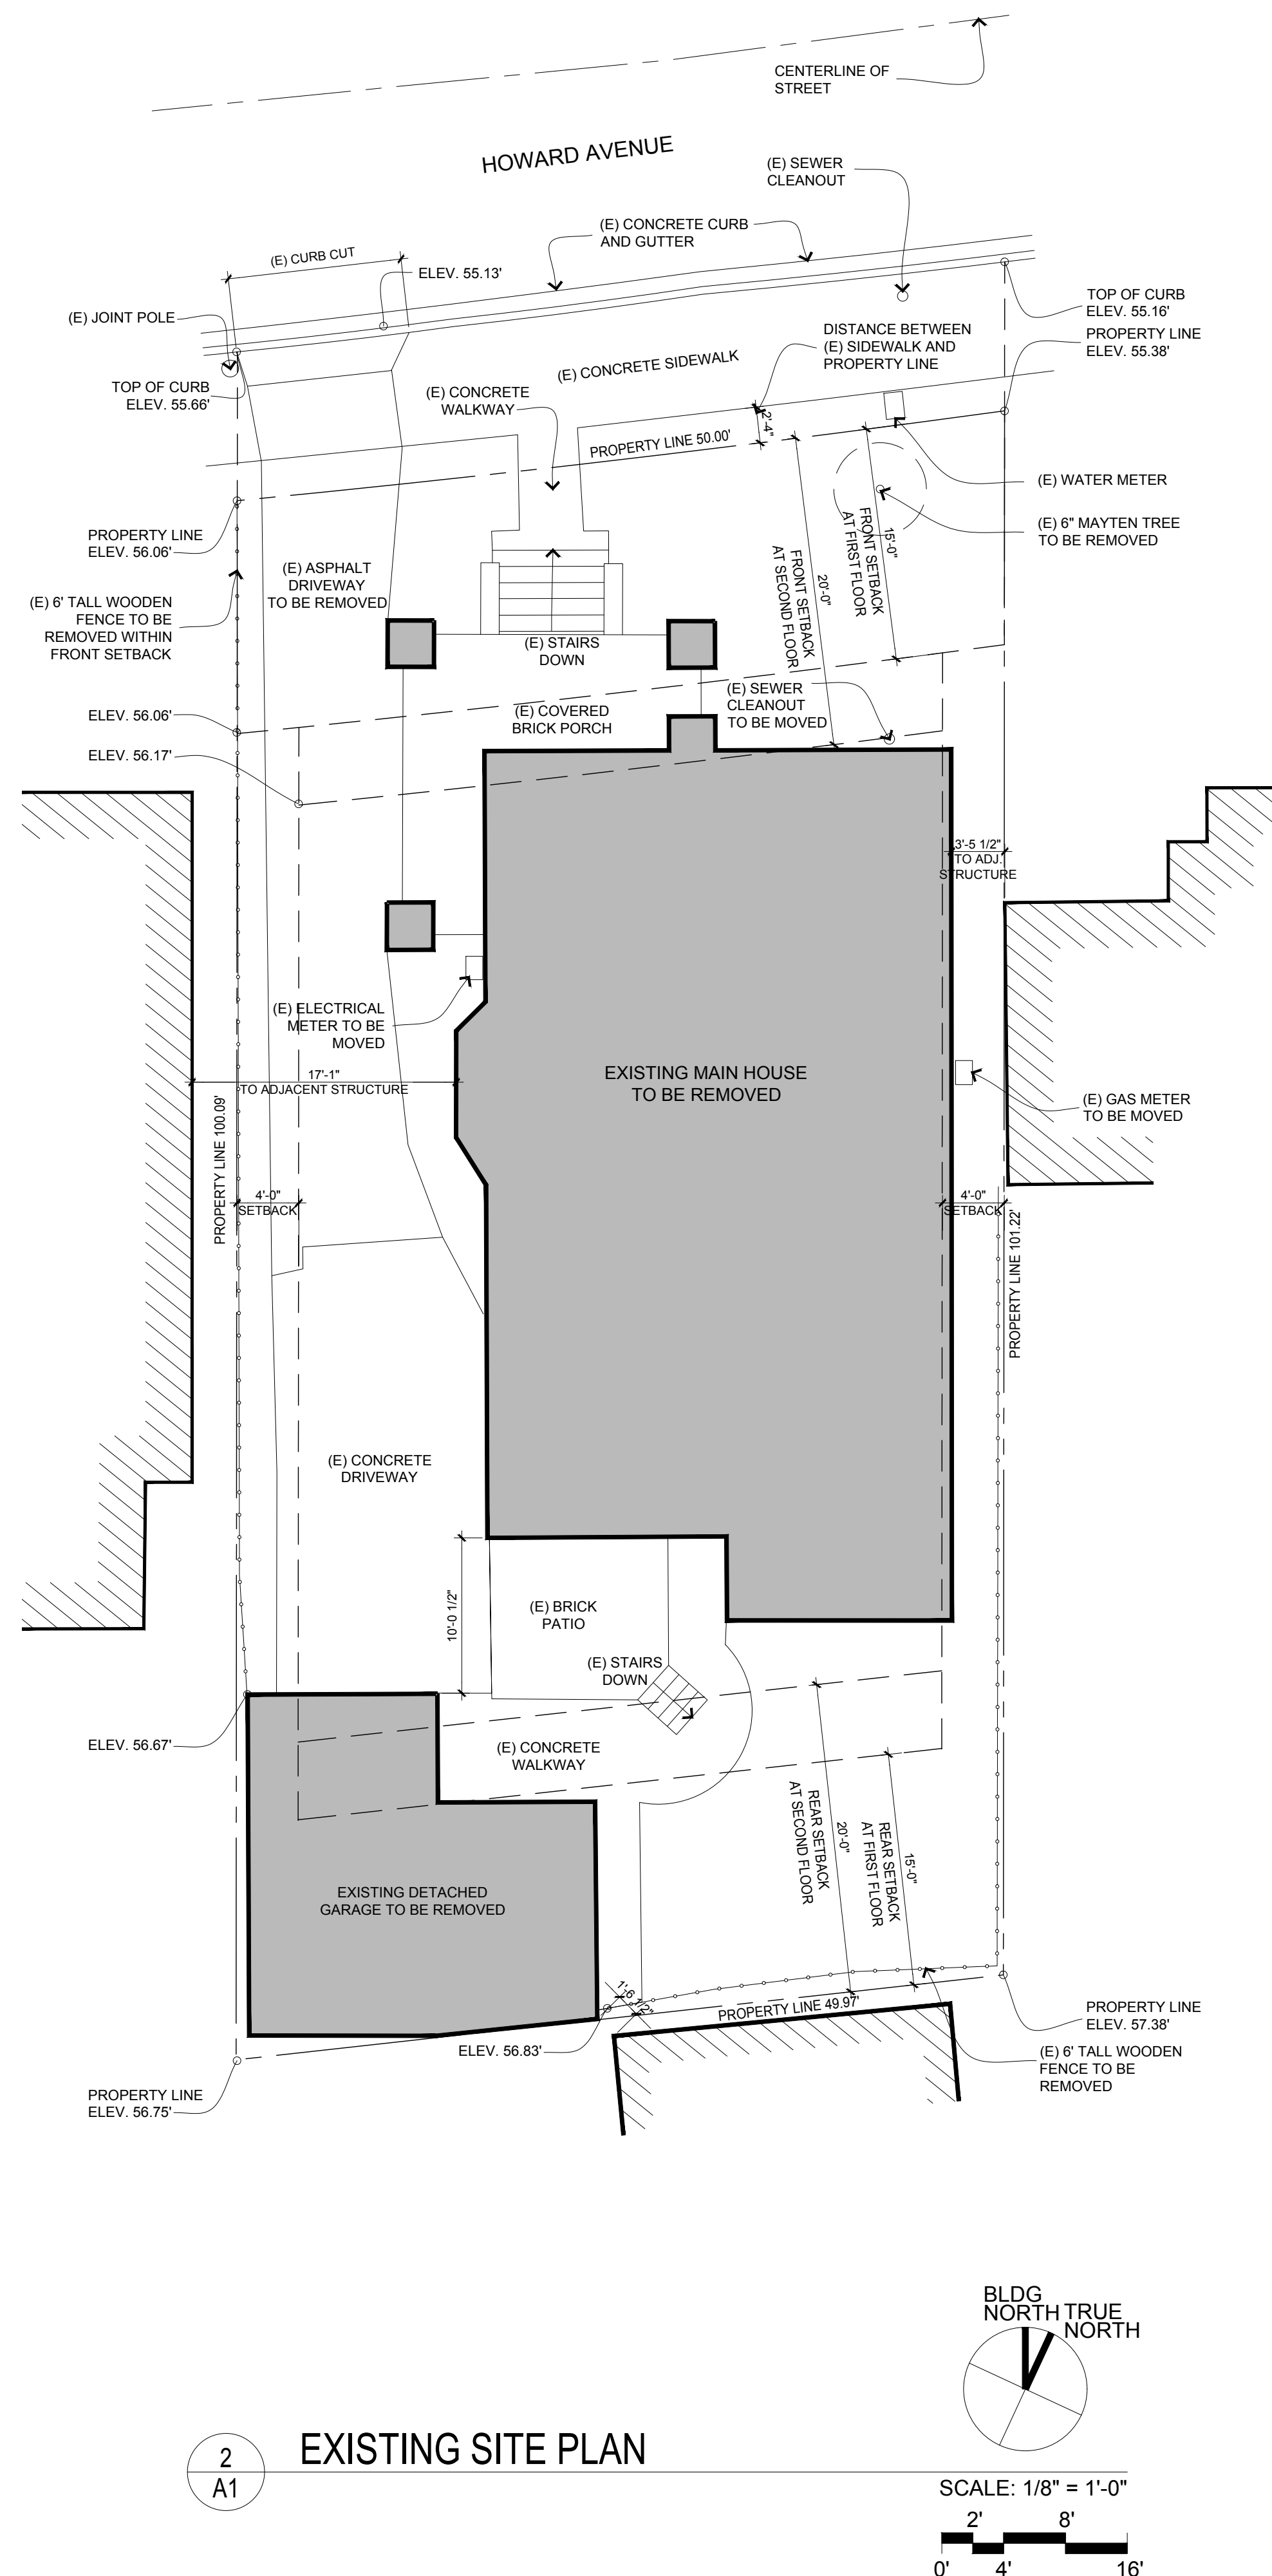 CENTERLINE OF
STREET
HOWARD AVENUE
(E) SEWER
CLEANOUT
(E) CONCRETE CURB
AND GUTTER
(E) CURB CUT
ELEV. 55.13'
(E) JOINT POLE
TOP OF CURB
ELEV. 55.16'
DISTANCE BETWEEN
(E) SIDEWALK AND
PROPERTY LINE
PROPERTY LINE
ELEV. 55.38'
(E) CONCRETE SIDEWALK
TOP OF CURB
ELEV. 55.66'
(E) CONCRETE
WALKWAY
2'-4"
PROPERTY LINE 50.00'
(E) WATER METER
(E) 6" MAYTEN TREE
TO BE REMOVED
PROPERTY LINE
ELEV. 56.06'
(E) ASPHALT
DRIVEWAY
TO BE REMOVED
15'-0"
FRONT SETBACK
AT FIRST FLOOR
20'-0"
FRONT SETBACK
AT SECOND FLOOR
(E) 6' TALL WOODEN
FENCE TO BE
REMOVED WITHIN
FRONT SETBACK
(E) STAIRS
DOWN
(E) SEWER
CLEANOUT
TO BE MOVED
ELEV. 56.06'
(E) COVERED
BRICK PORCH
ELEV. 56.17'
3'-5 1/2"
TO ADJ.
STRUCTURE
(E) ELECTRICAL
METER TO BE
MOVED
EXISTING MAIN HOUSE
TO BE REMOVED
17'-1"
TO ADJACENT STRUCTURE
(E) GAS METER
TO BE MOVED
PROPERTY LINE 100.09'
4'-0"
SETBACK
4'-0"
SETBACK
PROPERTY LINE 101.22'
(E) CONCRETE
DRIVEWAY
10'-0 1/2"
(E) BRICK
PATIO
(E) STAIRS
DOWN
ELEV. 56.67'
(E) CONCRETE
WALKWAY
20'-0"
REAR SETBACK
AT SECOND FLOOR
15'-0"
REAR SETBACK
AT FIRST FLOOR
EXISTING DETACHED
GARAGE TO BE REMOVED
1'-6 1/2"
PROPERTY LINE 49.97'
PROPERTY LINE
ELEV. 57.38'
ELEV. 56.83'
(E) 6' TALL WOODEN
FENCE TO BE
REMOVED
PROPERTY LINE
ELEV. 56.75'
BLDG
NORTH
TRUE
NORTH
2
A1
EXISTING SITE PLAN
SCALE: 1/8" = 1'-0"
2' 8'
0' 4' 16'